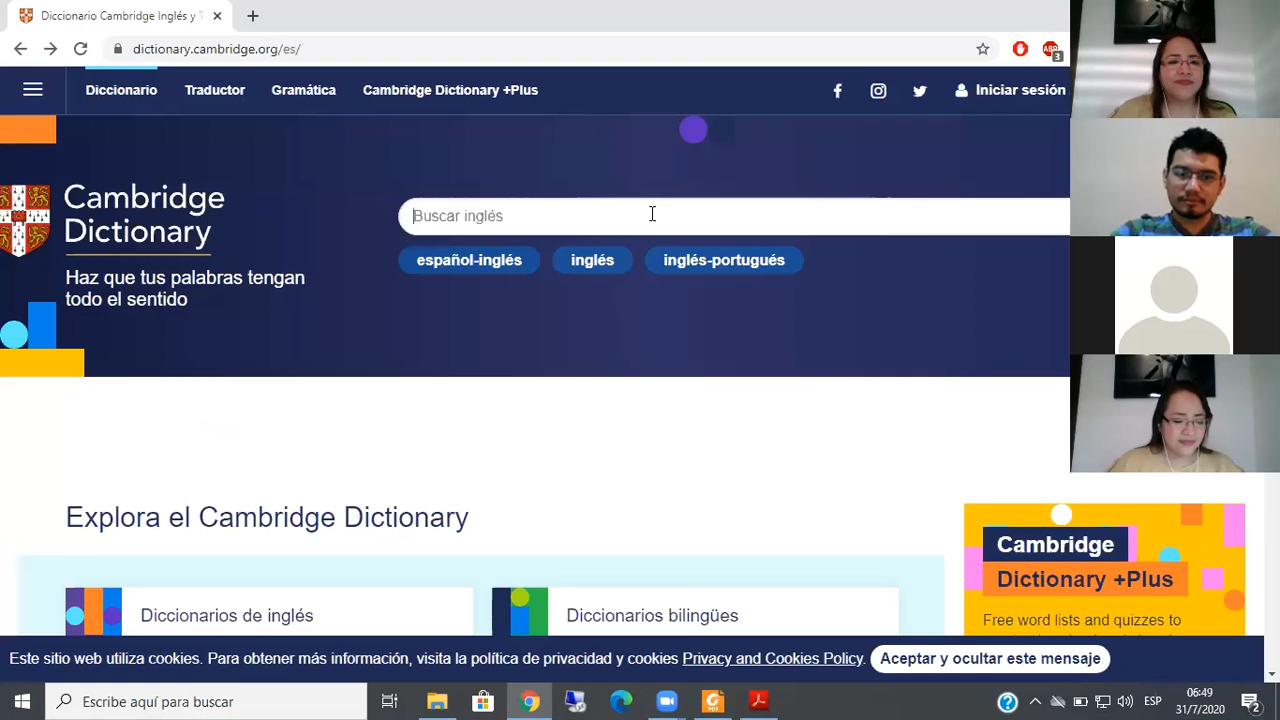 Diccionario Cambridge Inglés y T
dictionary.cambridge.org/es/
3
Diccionario
Traductor
Gramática
Cambridge Dictionary +Plus
Iniciar sesión
Cambridge
Dictionary
Haz que tus palabras tengan
todo el sentido
Buscar inglés
español-inglés
inglés
inglés-portugués
Explora el Cambridge Dictionary
Diccionarios de inglés
Diccionarios bilingües
Cambridge
Dictionary +Plus
Free word lists and quizzes to
Este sitio web utiliza cookies. Para obtener más información, visita la política de privacidad y cookies Privacy and Cookies Policy.
Aceptar y ocultar este mensaje
Escribe aquí para buscar
ESP
06:49
31/7/2020
2